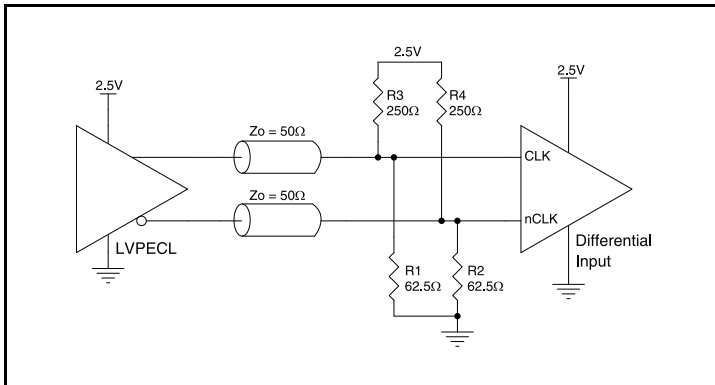 2.5V
2.5V
2.5V
R3
250Ω
R4
250Ω
Zo = 50Ω
CLK
Zo = 50Ω
nCLK
LVPECL
Differential
Input
R1
62.5Ω
R2
62.5Ω